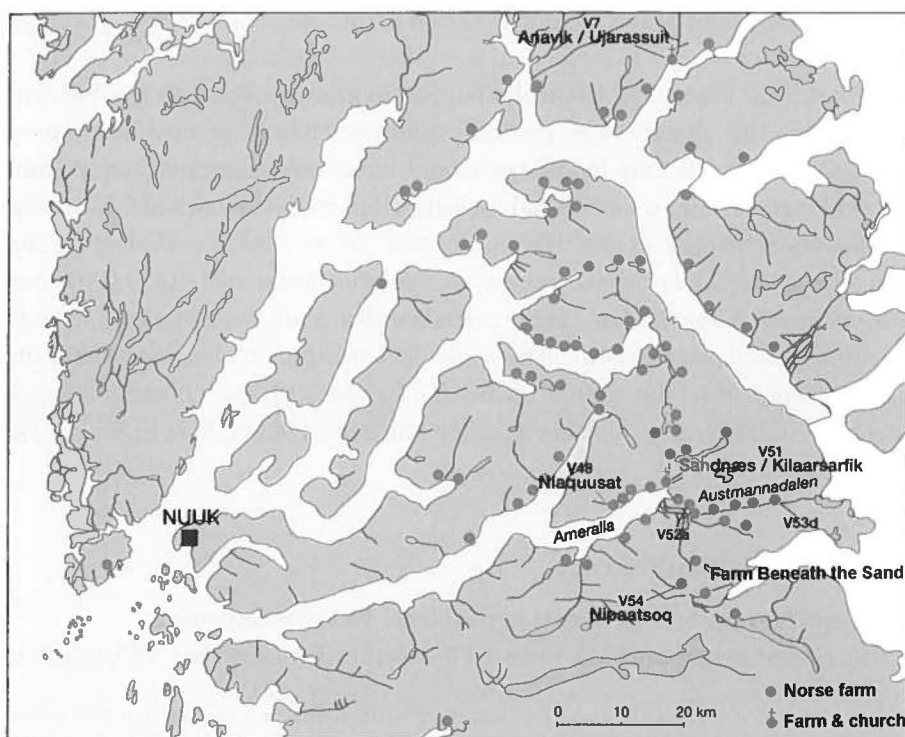 V7
Anavik / Ujarassuit
V51
Sandnæs / Kilaarsarfik
V48
Niaquusat
Austmannadalen
NUUK
Ameralla
V52a
V53d
Farm Beneath the Sand
V54
Nipaatsoq
Norse farm
0 10 20 km
Farm & church